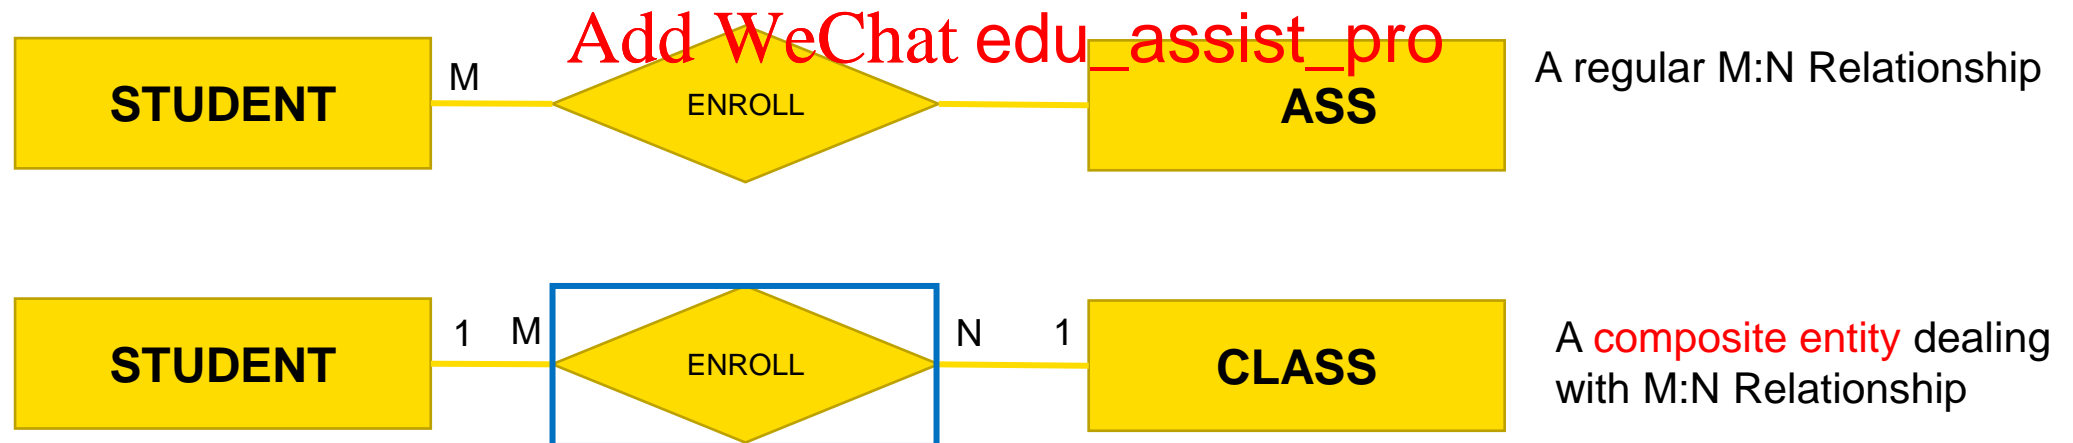 Add WeChat edu_assist_pro
STUDENT M ENROLL ASS A regular M:N Relationship
STUDENT 1 M ENROLL N 1 CLASS A composite entity dealing
with M:N Relationship